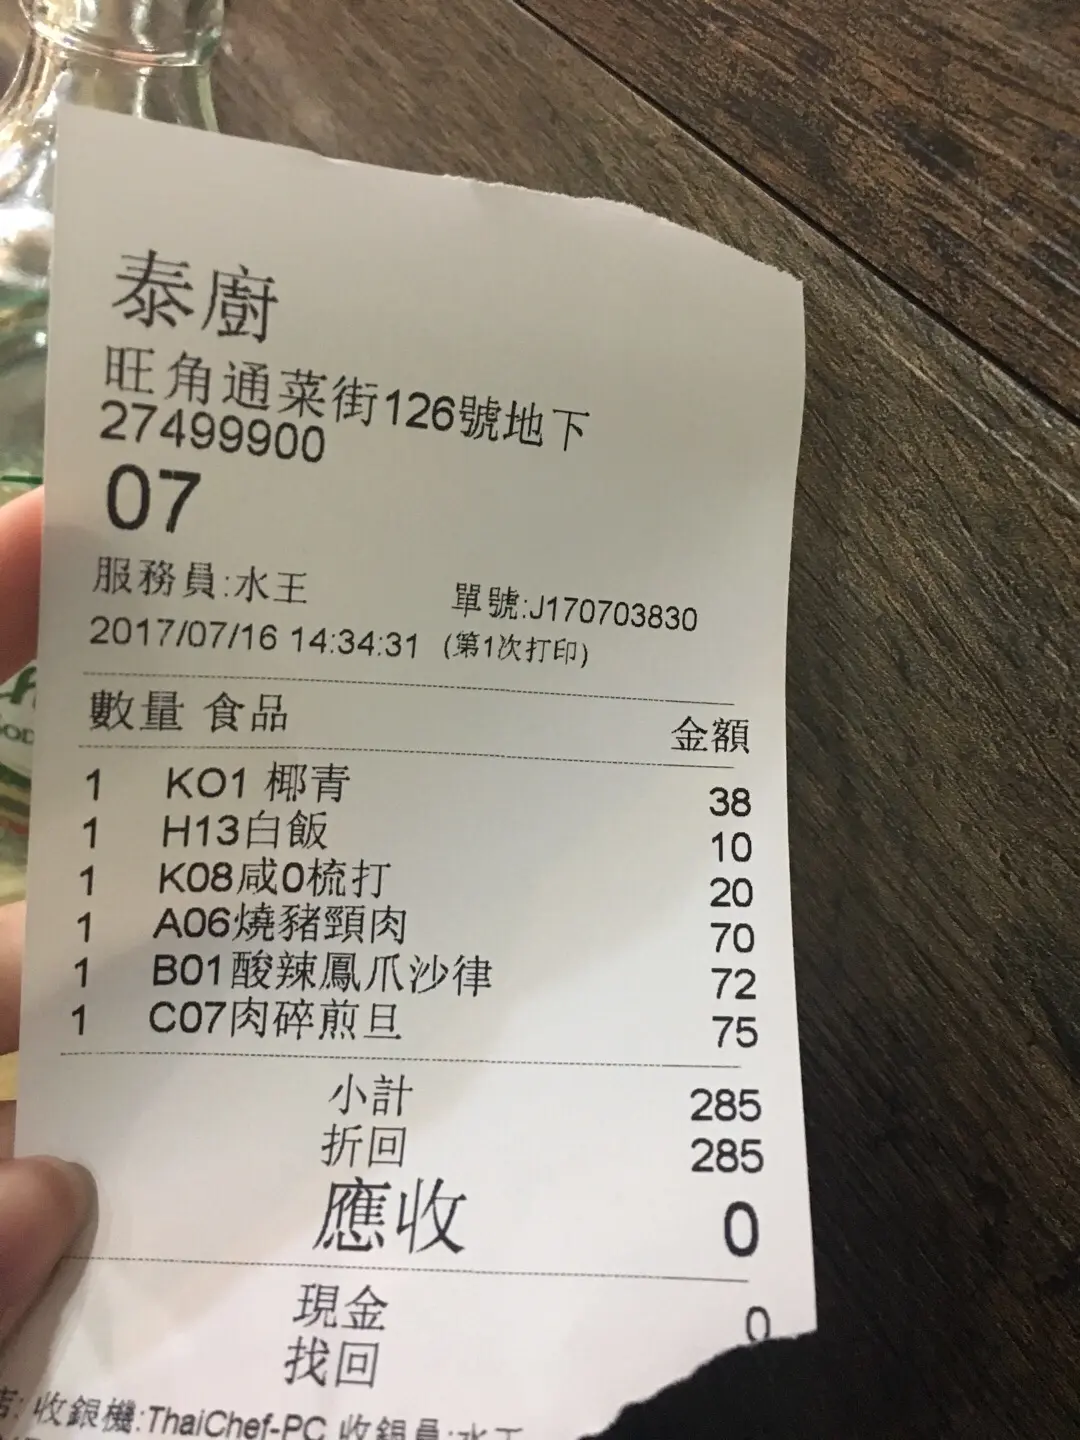 泰廚
旺角通菜街126號地下
27499900
07
服務員:水王 單號:J170703830
2017/07/16 14:34:31 (第1次打印)
數量 食品 金額
1 KO1 椰青 38
1 H13白飯 10
1 K08咸0梳打 20
1 A06燒豬頸肉 70
1 B01酸辣鳳爪沙律 72
1 C07肉碎煎旦 75
小計 285
折回 285
應收 0
現金 0
找回
收銀機:ThaiChef-PC 收銀員:水王